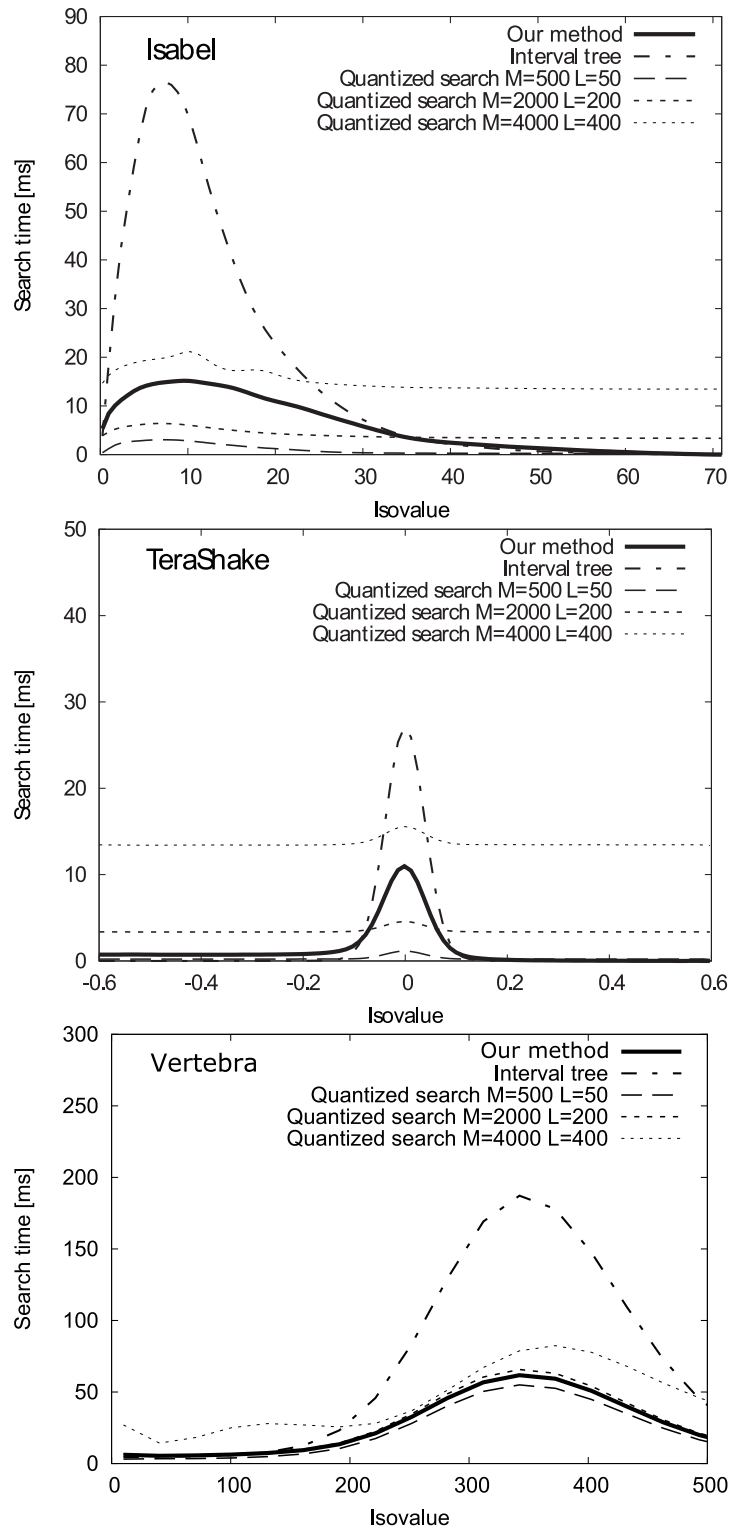 90
80
70
60
50
40
30
20
10
0
Search time [ms]
Isabel
Our method
Interval tree
Quantized search M=500 L=50
Quantized search M=2000 L=200
Quantized search M=4000 L=400
0 10 20 30 40 50 60 70
Isovalue
50
40
30
20
10
0
Search time [ms]
TeraShake
Our method
Interval tree
Quantized search M=500 L=50
Quantized search M=2000 L=200
Quantized search M=4000 L=400
-0.6 -0.4 -0.2 0 0.2 0.4 0.6
Isovalue
300
250
200
150
100
50
0
Search time [ms]
Vertebra
Our method
Interval tree
Quantized search M=500 L=50
Quantized search M=2000 L=200
Quantized search M=4000 L=400
0 100 200 300 400 500
Isovalue